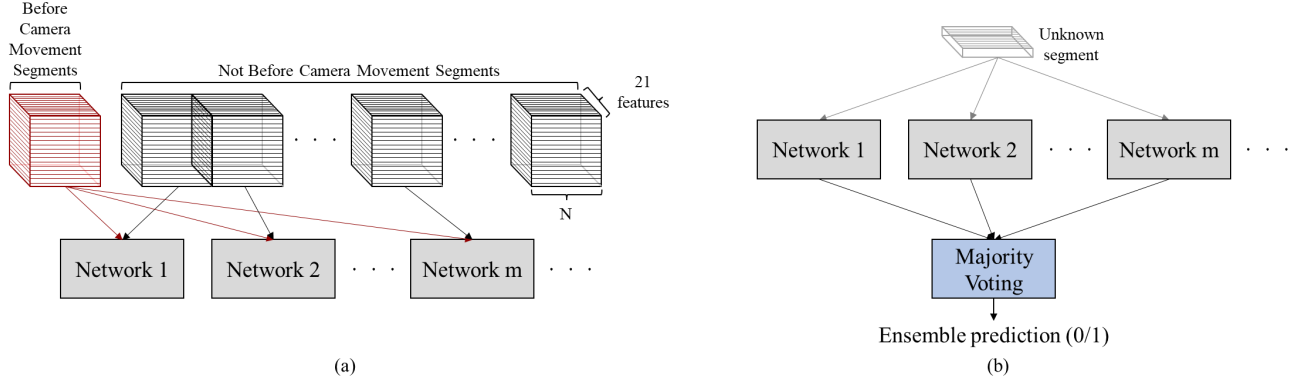 Before
Camera
Movement
Segments
Not Before Camera Movement Segments
21
features
. . .
. . .
N
Network 1
Network 2
. . .
Network m
. . .
(a)
Unknown
segment
Network 1
Network 2
. . .
Network m
. . .
Majority
Voting
Ensemble prediction (0/1)
(b)